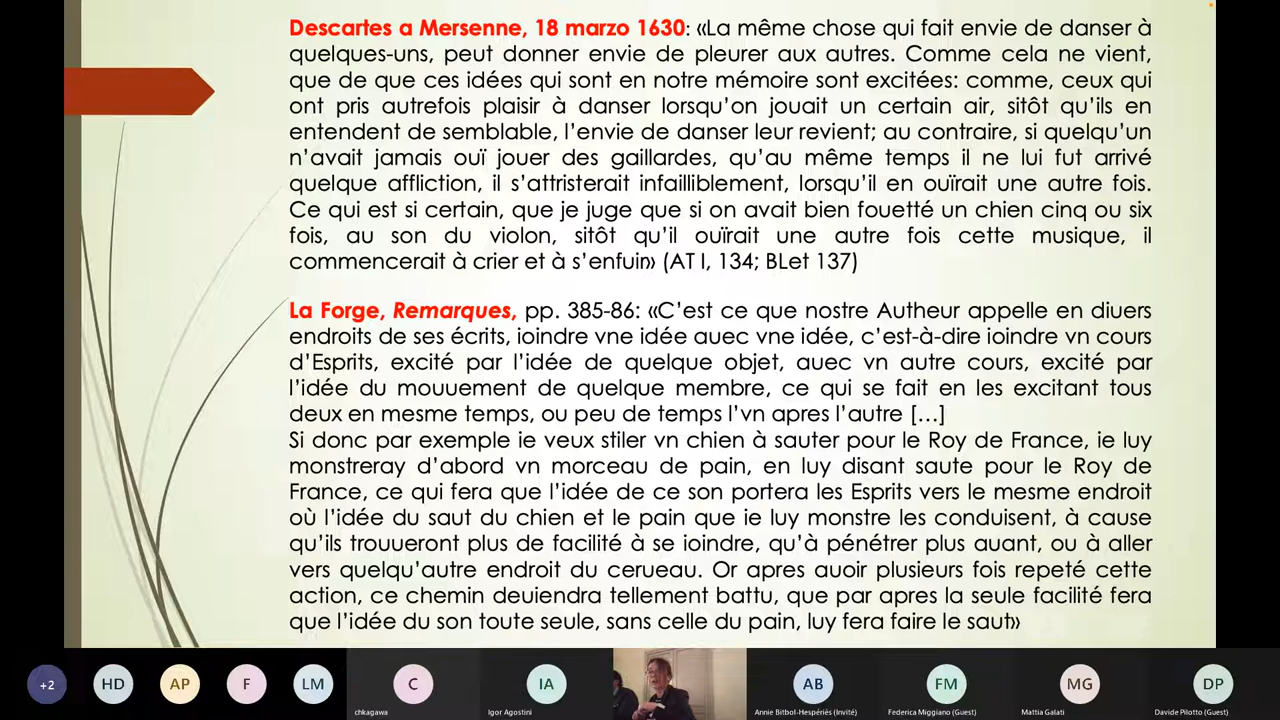 Descartes a Mersenne, 18 marzo 1630: «La même chose qui fait envie de danser à
quelques-uns, peut donner envie de pleurer aux autres. Comme cela ne vient,
que de que ces idées qui sont en notre mémoire sont excitées: comme, ceux qui
ont pris autrefois plaisir à danser lorsqu’on jouait un certain air, sitôt qu’ils en
entendent de semblable, l’envie de danser leur revient; au contraire, si quelqu’un
n’avait jamais ouï jouer des gaillardes, qu’au même temps il ne lui fut arrivé
quelque affliction, il s’attristerait infailliblement, lorsqu’il en ouïrait une autre fois.
Ce qui est si certain, que je juge que si on avait bien fouetté un chien cinq ou six
fois, au son du violon, sitôt qu’il ouïrait une autre fois cette musique, il
commencerait à crier et à s’enfuir» (AT I, 134; BLet 137)
La Forge, Remarques, pp. 385-86: «C’est ce que nostre Autheur appelle en diuers
endroits de ses écrits, ioindre vne idée auec vne idée, c’est-à-dire ioindre vn cours
d’Esprits, excité par l’idée de quelque objet, auec vn autre cours, excité par
l’idée du mouuement de quelque membre, ce qui se fait en les excitant tous
deux en mesme temps, ou peu de temps l’vn apres l’autre […]
Si donc par exemple ie veux stiler vn chien à sauter pour le Roy de France, ie luy
monstreray d’abord vn morceau de pain, en luy disant saute pour le Roy de
France, ce qui fera que l’idée de ce son portera les Esprits vers le mesme endroit
où l’idée du saut du chien et le pain que ie luy monstre les conduisent, à cause
qu’ils trouueront plus de facilité à se ioindre, qu’à pénétrer plus auant, ou à aller
vers quelqu’autre endroit du cerueau. Or apres auoir plusieurs fois repeté cette
action, ce chemin deuiendra tellement battu, que par apres la seule facilité fera
que l’idée du son toute seule, sans celle du pain, luy fera faire le saut»
+2 HD AP F LM C IA AB FM MG DP
chkagawa Igor Agostini Annie Bitbol-Hespériès (Invité) Federica Miggiano (Guest) Mattia Galati Davide Pilotto (Guest)